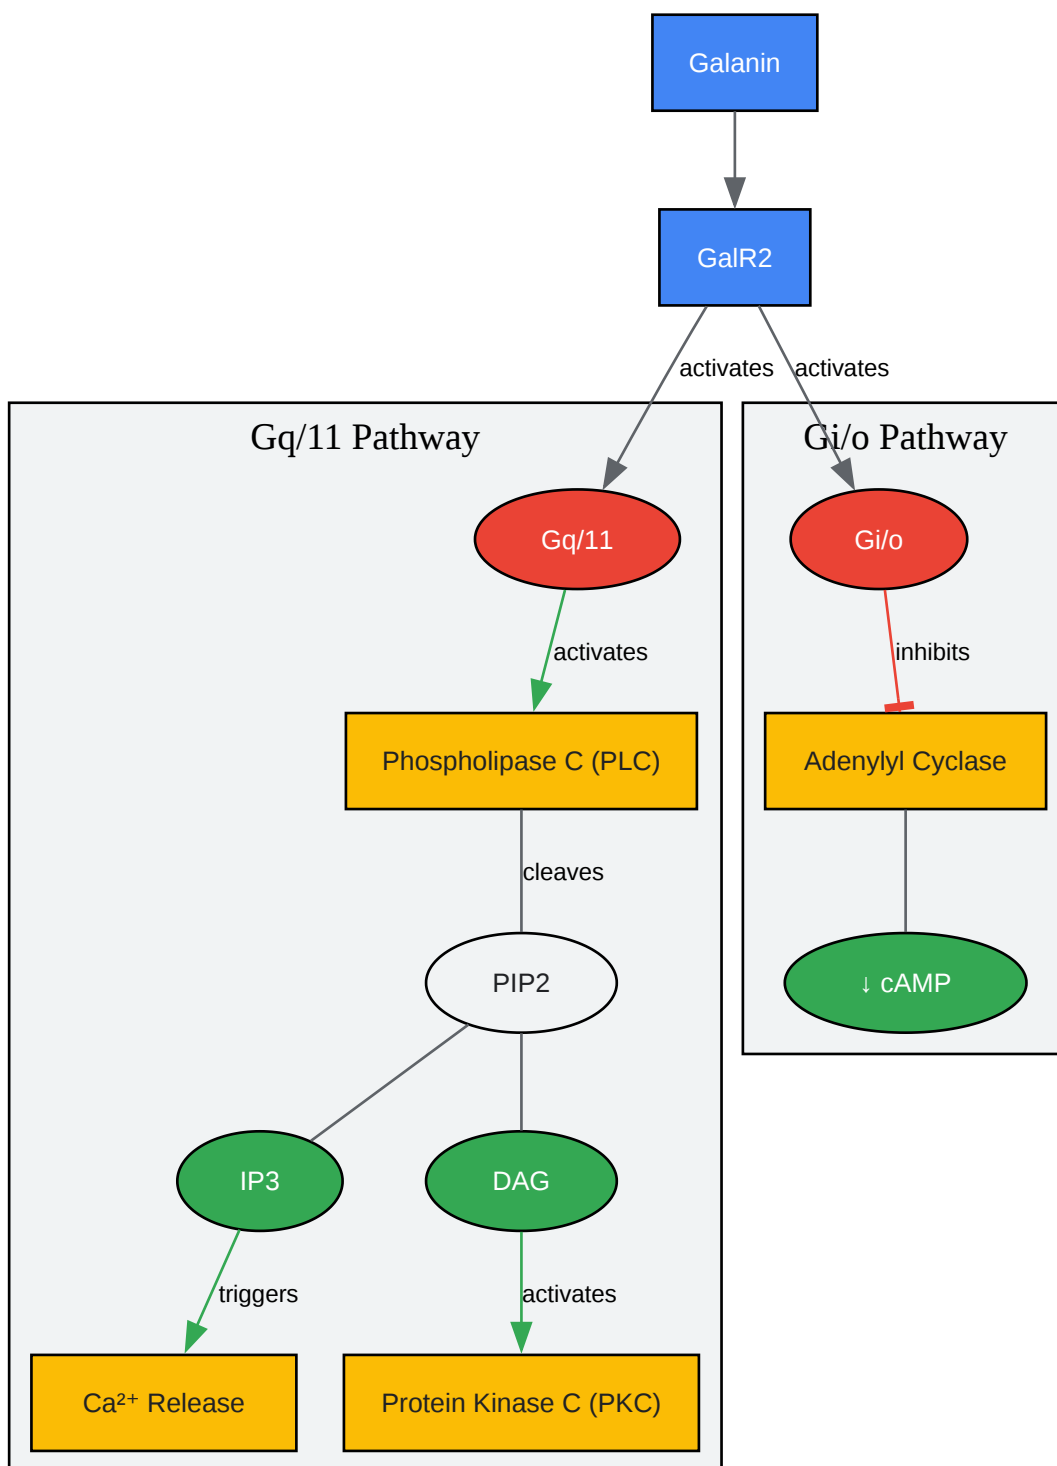 Galanin
GalR2
activates
activates
Gq/11 Pathway
Gi/o Pathway
Gq/11
Gi/o
activates
inhibits
Phospholipase C (PLC)
Adenylyl Cyclase
cleaves
PIP2
↓ cAMP
IP3
DAG
triggers
activates
Ca²⁺ Release
Protein Kinase C (PKC)